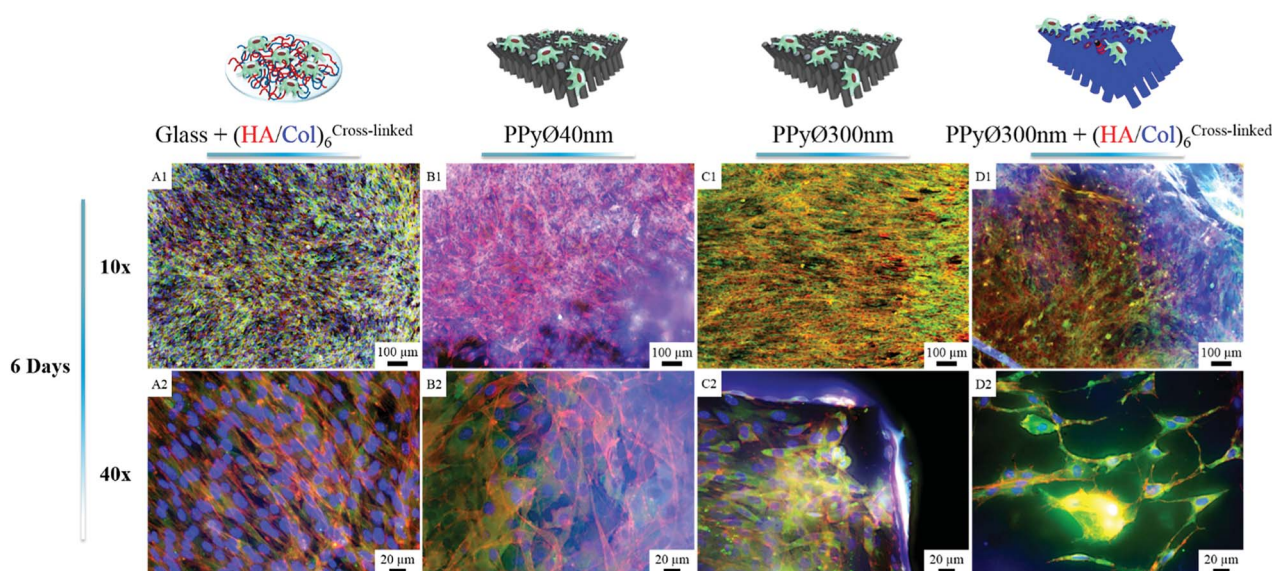 Glass + (HA/Col)6Cross-linked
PPyØ40nm
PPyØ300nm
PPyØ300nm + (HA/Col)6Cross-linked
6 Days
10x
A1
100 µm
B1
100 µm
C1
100 µm
D1
100 µm
40x
A2
20 µm
B2
20 µm
C2
20 µm
D2
20 µm